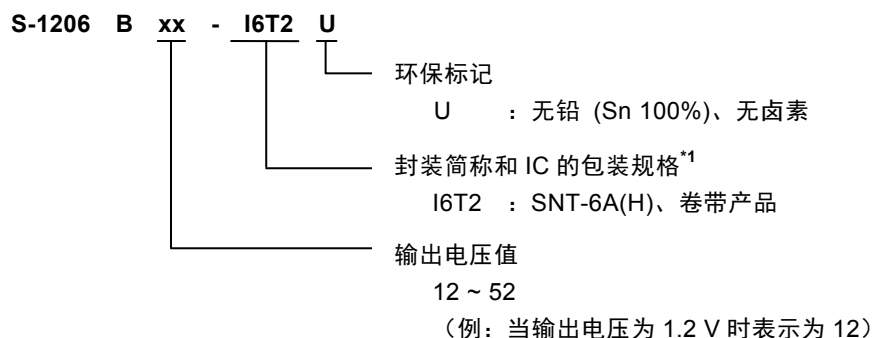 S-1206 B xx - I6T2 U
环保标记
U : 无铅 (Sn 100%)、无卤素
封装简称和 IC 的包装规格*1
I6T2 : SNT-6A(H)、卷带产品
输出电压值
12 ~ 52
（例：当输出电压为 1.2 V 时表示为 12）